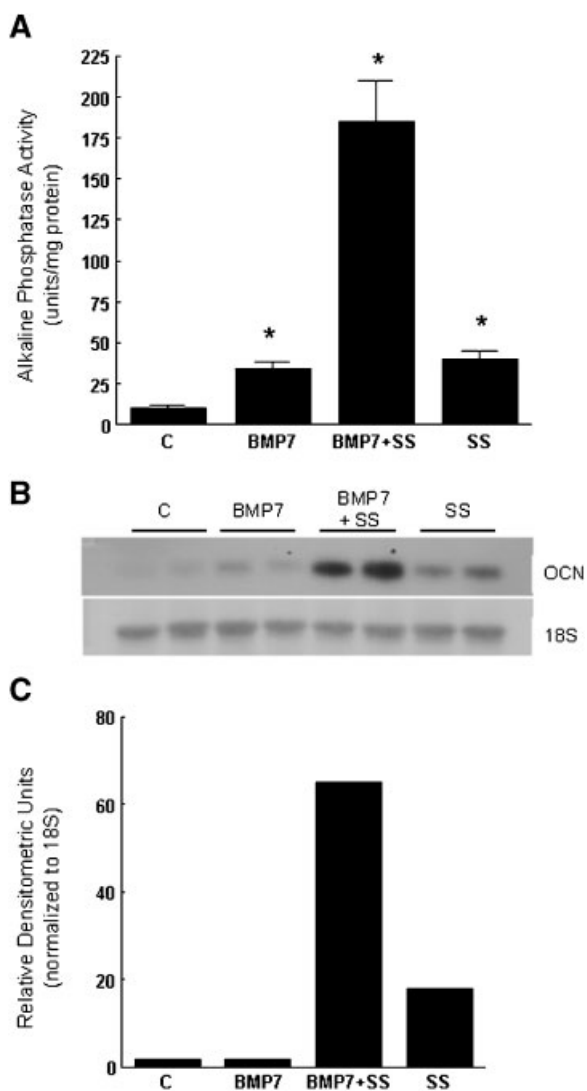 A
Alkaline Phosphatase Activity
(units/mg protein)
225
200
175
150
125
100
75
50
25
0
*
*
*
C BMP7 BMP7+SS SS
B
C BMP7 BMP7 SS
+ SS
OCN
18S
C
Relative Densitometric Units
(normalized to 18S)
80
60
40
20
0
C BMP7 BMP7+SS SS